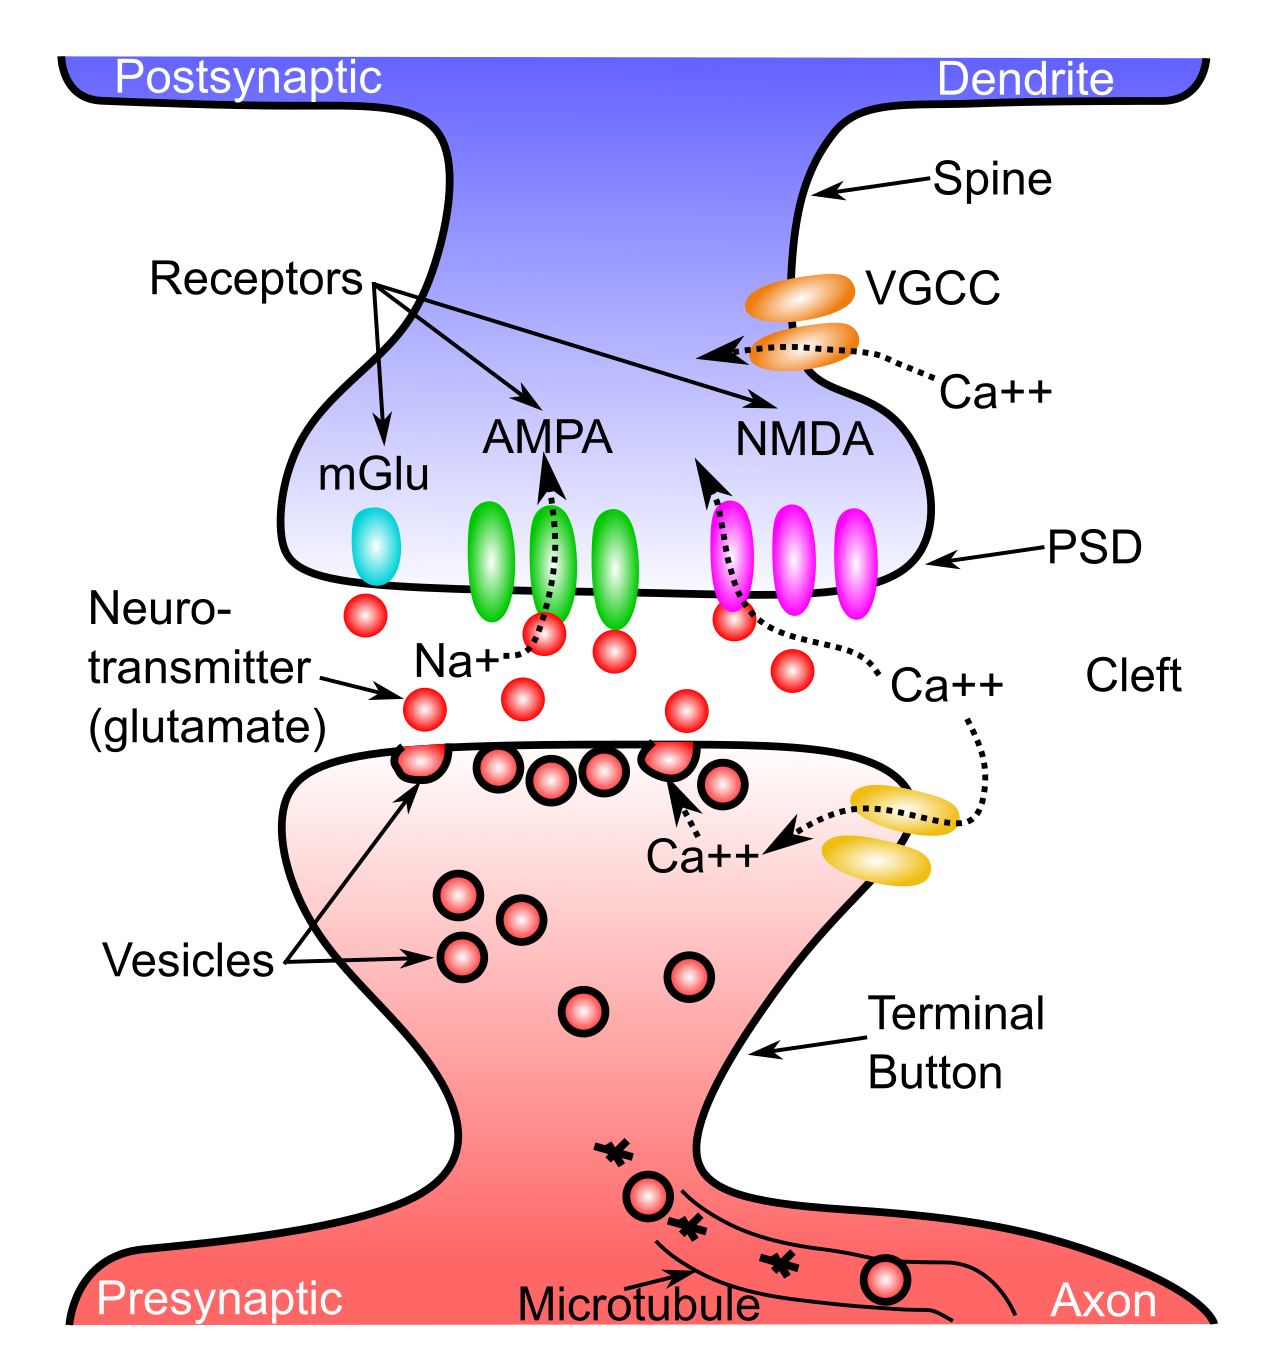 Postsynaptic
Dendrite
Spine
Receptors
VGCC
Ca++
AMPA
NMDA
mGlu
PSD
Neuro-
transmitter
(glutamate)
Na+
Ca++
Cleft
Ca++
Vesicles
Terminal
Button
Presynaptic
Microtubule
Axon